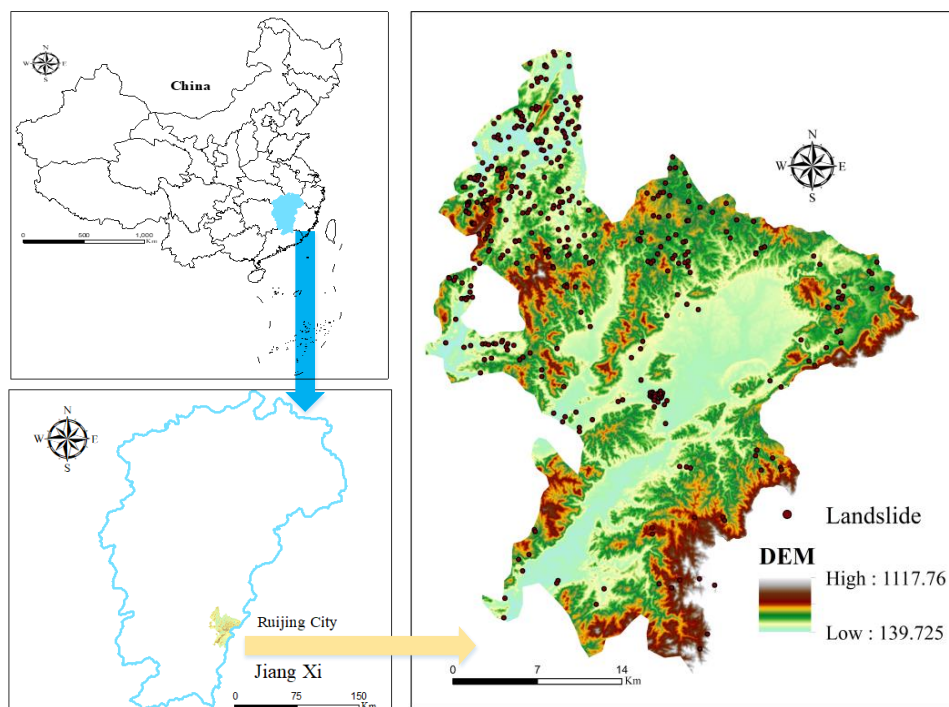 N
W E
S
China
0 500 1,000
Km
N
W E
S
Ruijing City
Jiang Xi
0 75 150
Km
N
W E
S
Landslide
DEM
High : 1117.76
Low : 139.725
0 7 14
Km